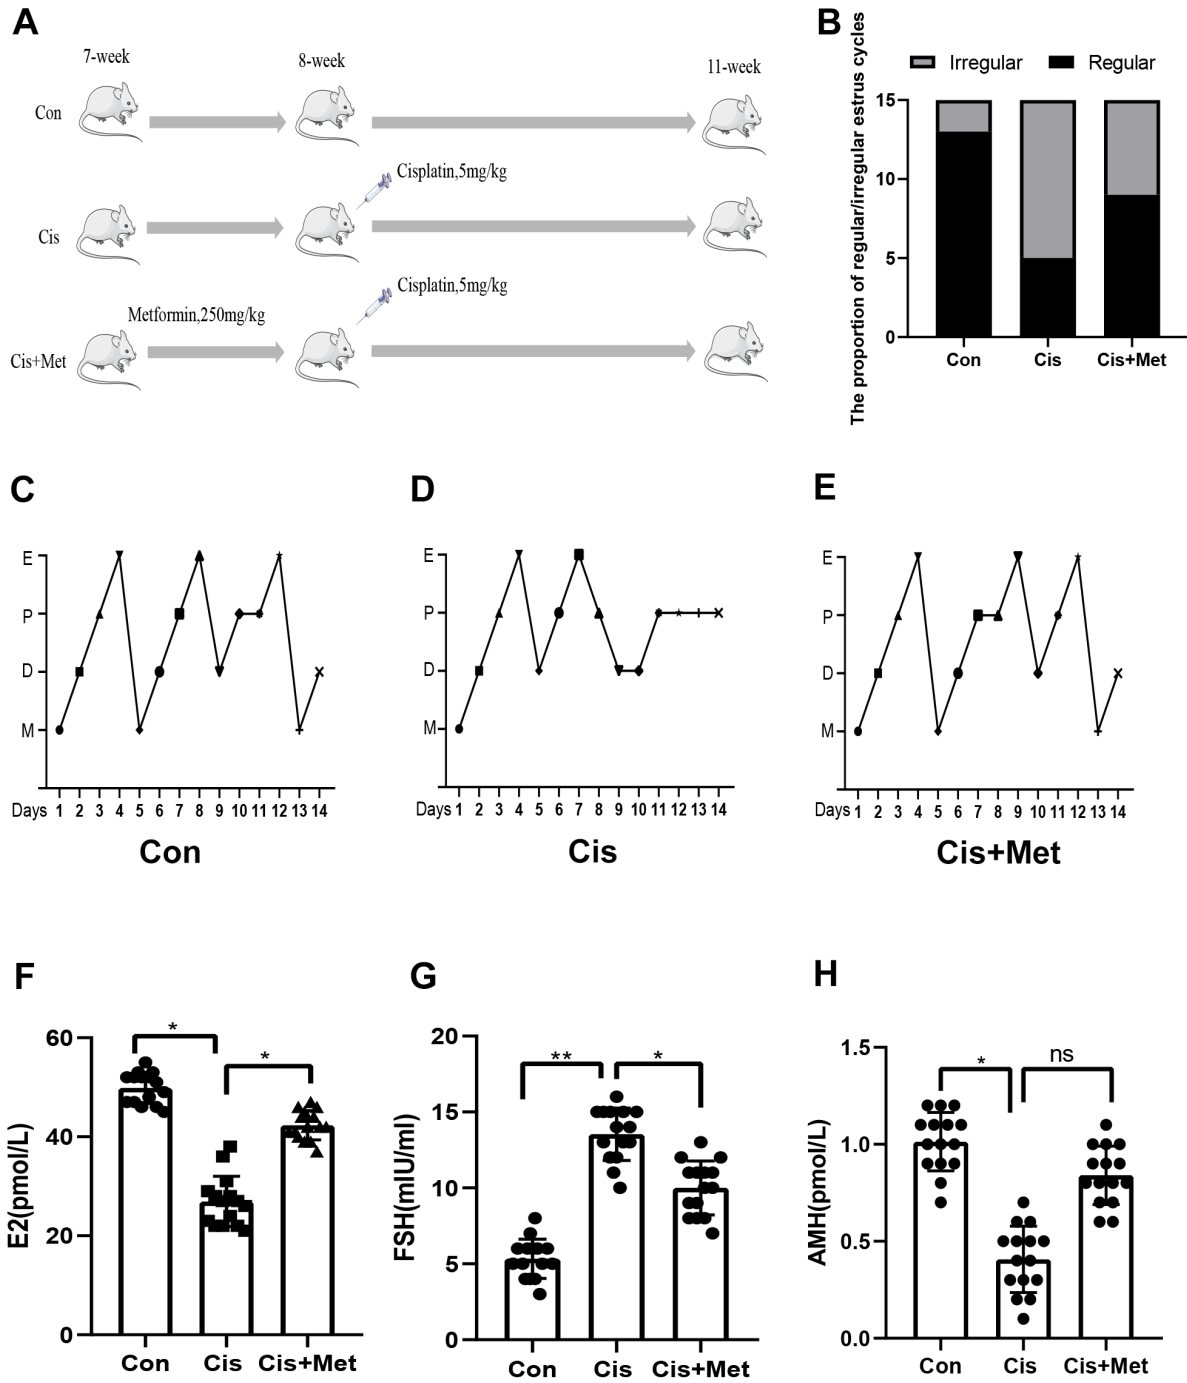 A
7-week
8-week
11-week
Con
Cisplatin,5mg/kg
Cis
Cisplatin,5mg/kg
Metformin,250mg/kg
Cis+Met
B
Irregular Regular
The proportion of regular/irregular estrus cycles
15
10
5
0
Con Cis Cis+Met
C
E
P
D
M
Days 1 2 3 4 5 6 7 8 9 10 11 12 13 14
Con
D
E
P
D
M
Days 1 2 3 4 5 6 7 8 9 10 11 12 13 14
Cis
E
E
P
D
M
Days 1 2 3 4 5 6 7 8 9 10 11 12 13 14
Cis+Met
F
E2(pmol/L)
60
40
20
0
* *
Con Cis Cis+Met
G
FSH(mIU/ml)
20
15
10
5
0
** *
Con Cis Cis+Met
H
AMH(pmol/L)
1.5
1.0
0.5
0.0
* ns
Con Cis Cis+Met